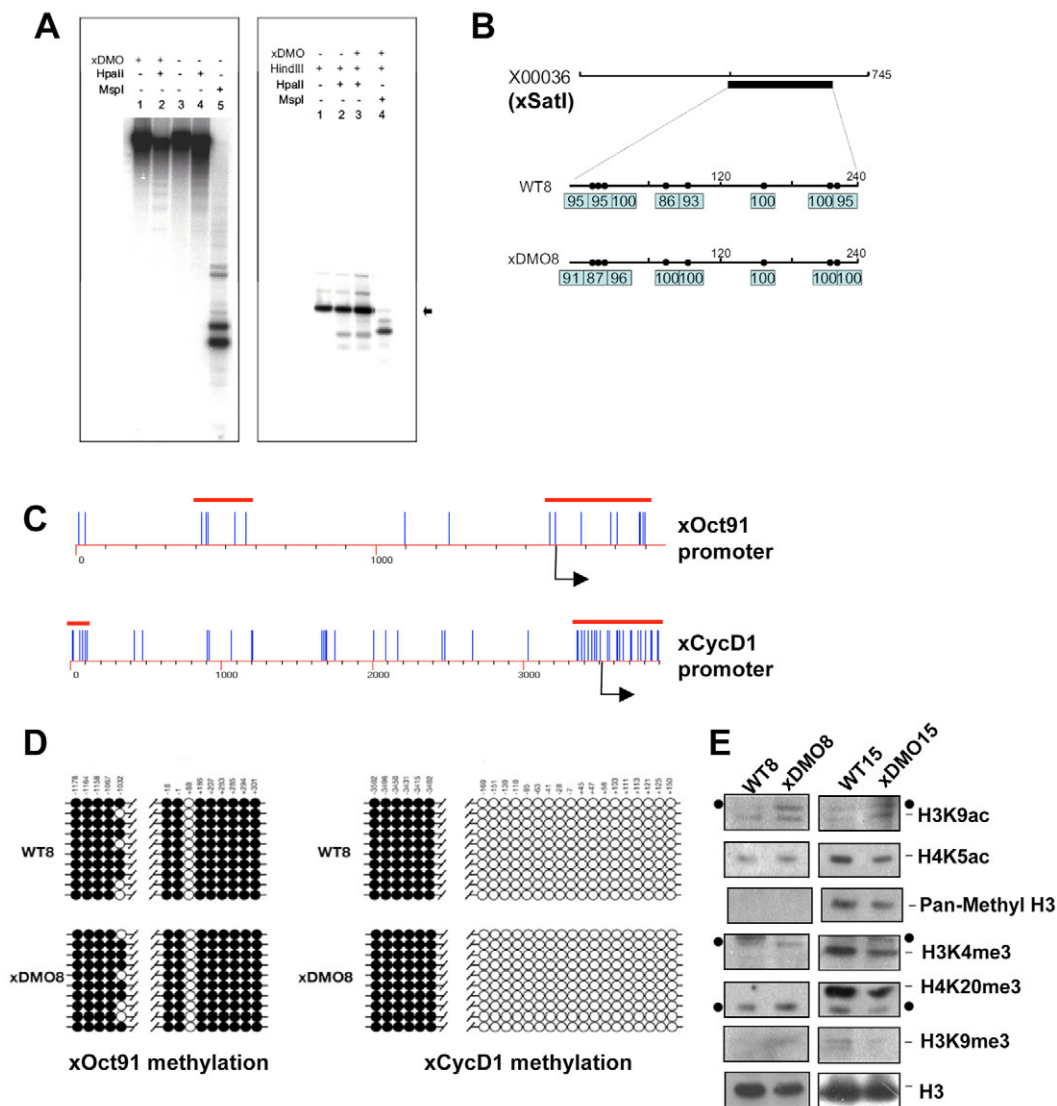 A
xDMO + + - - -
HpaII - + - + -
MspI - - - - +
1 2 3 4 5
xDMO - - + +
HindIII + + + +
HpaII - + + -
MspI - - - +
1 2 3 4
B
X00036
(xSatI)
745
WT8
120
240
95 95 100 86 93 100 100 95
xDMO8
120
240
91 87 96 100 100 100 100 100
C
0 1000
xOct91
promoter
0 1000 2000 3000
xCycD1
promoter
D
WT8
xDMO8
xOct91 methylation
WT8
xDMO8
xCycD1 methylation
E
WT8 xDMO8 WT15 xDMO15
H3K9ac
H4K5ac
Pan-Methyl H3
H3K4me3
H4K20me3
H3K9me3
H3